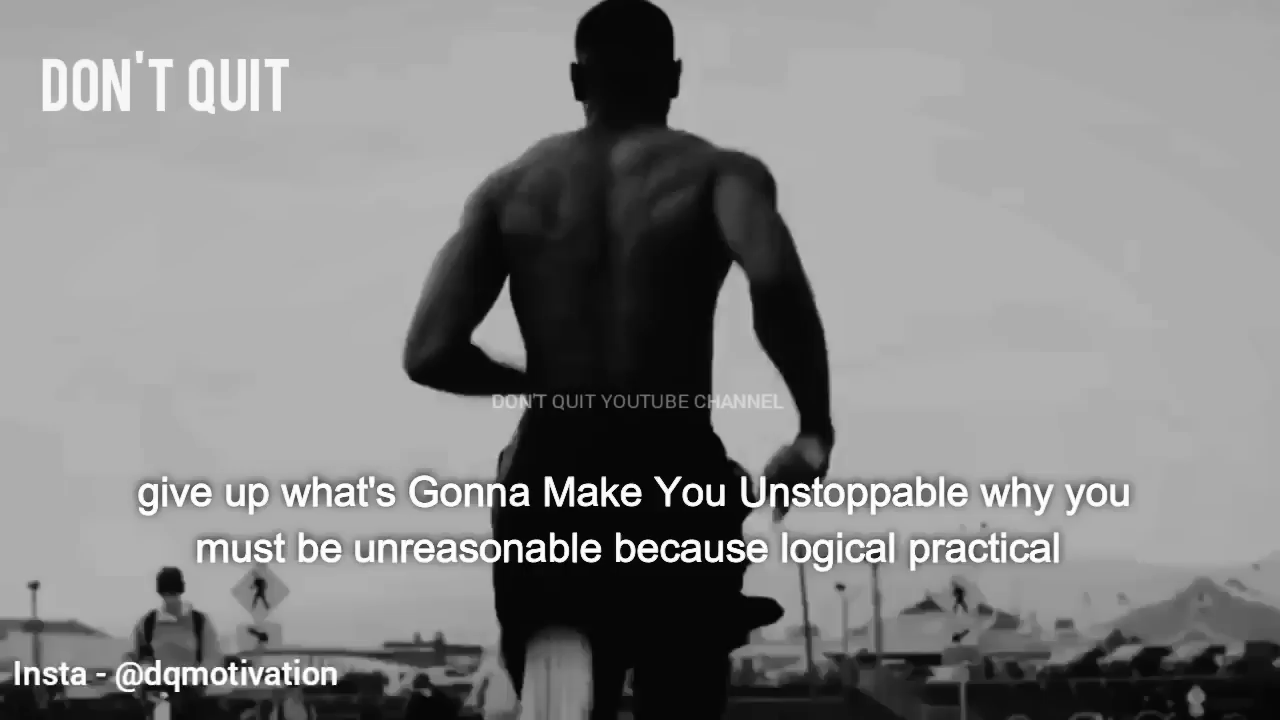 DON'T QUIT
DON'T QUIT YOUTUBE CHANNEL
give up what's Gonna Make You Unstoppable why you
must be unreasonable because logical practical
Insta - @dqmotivation